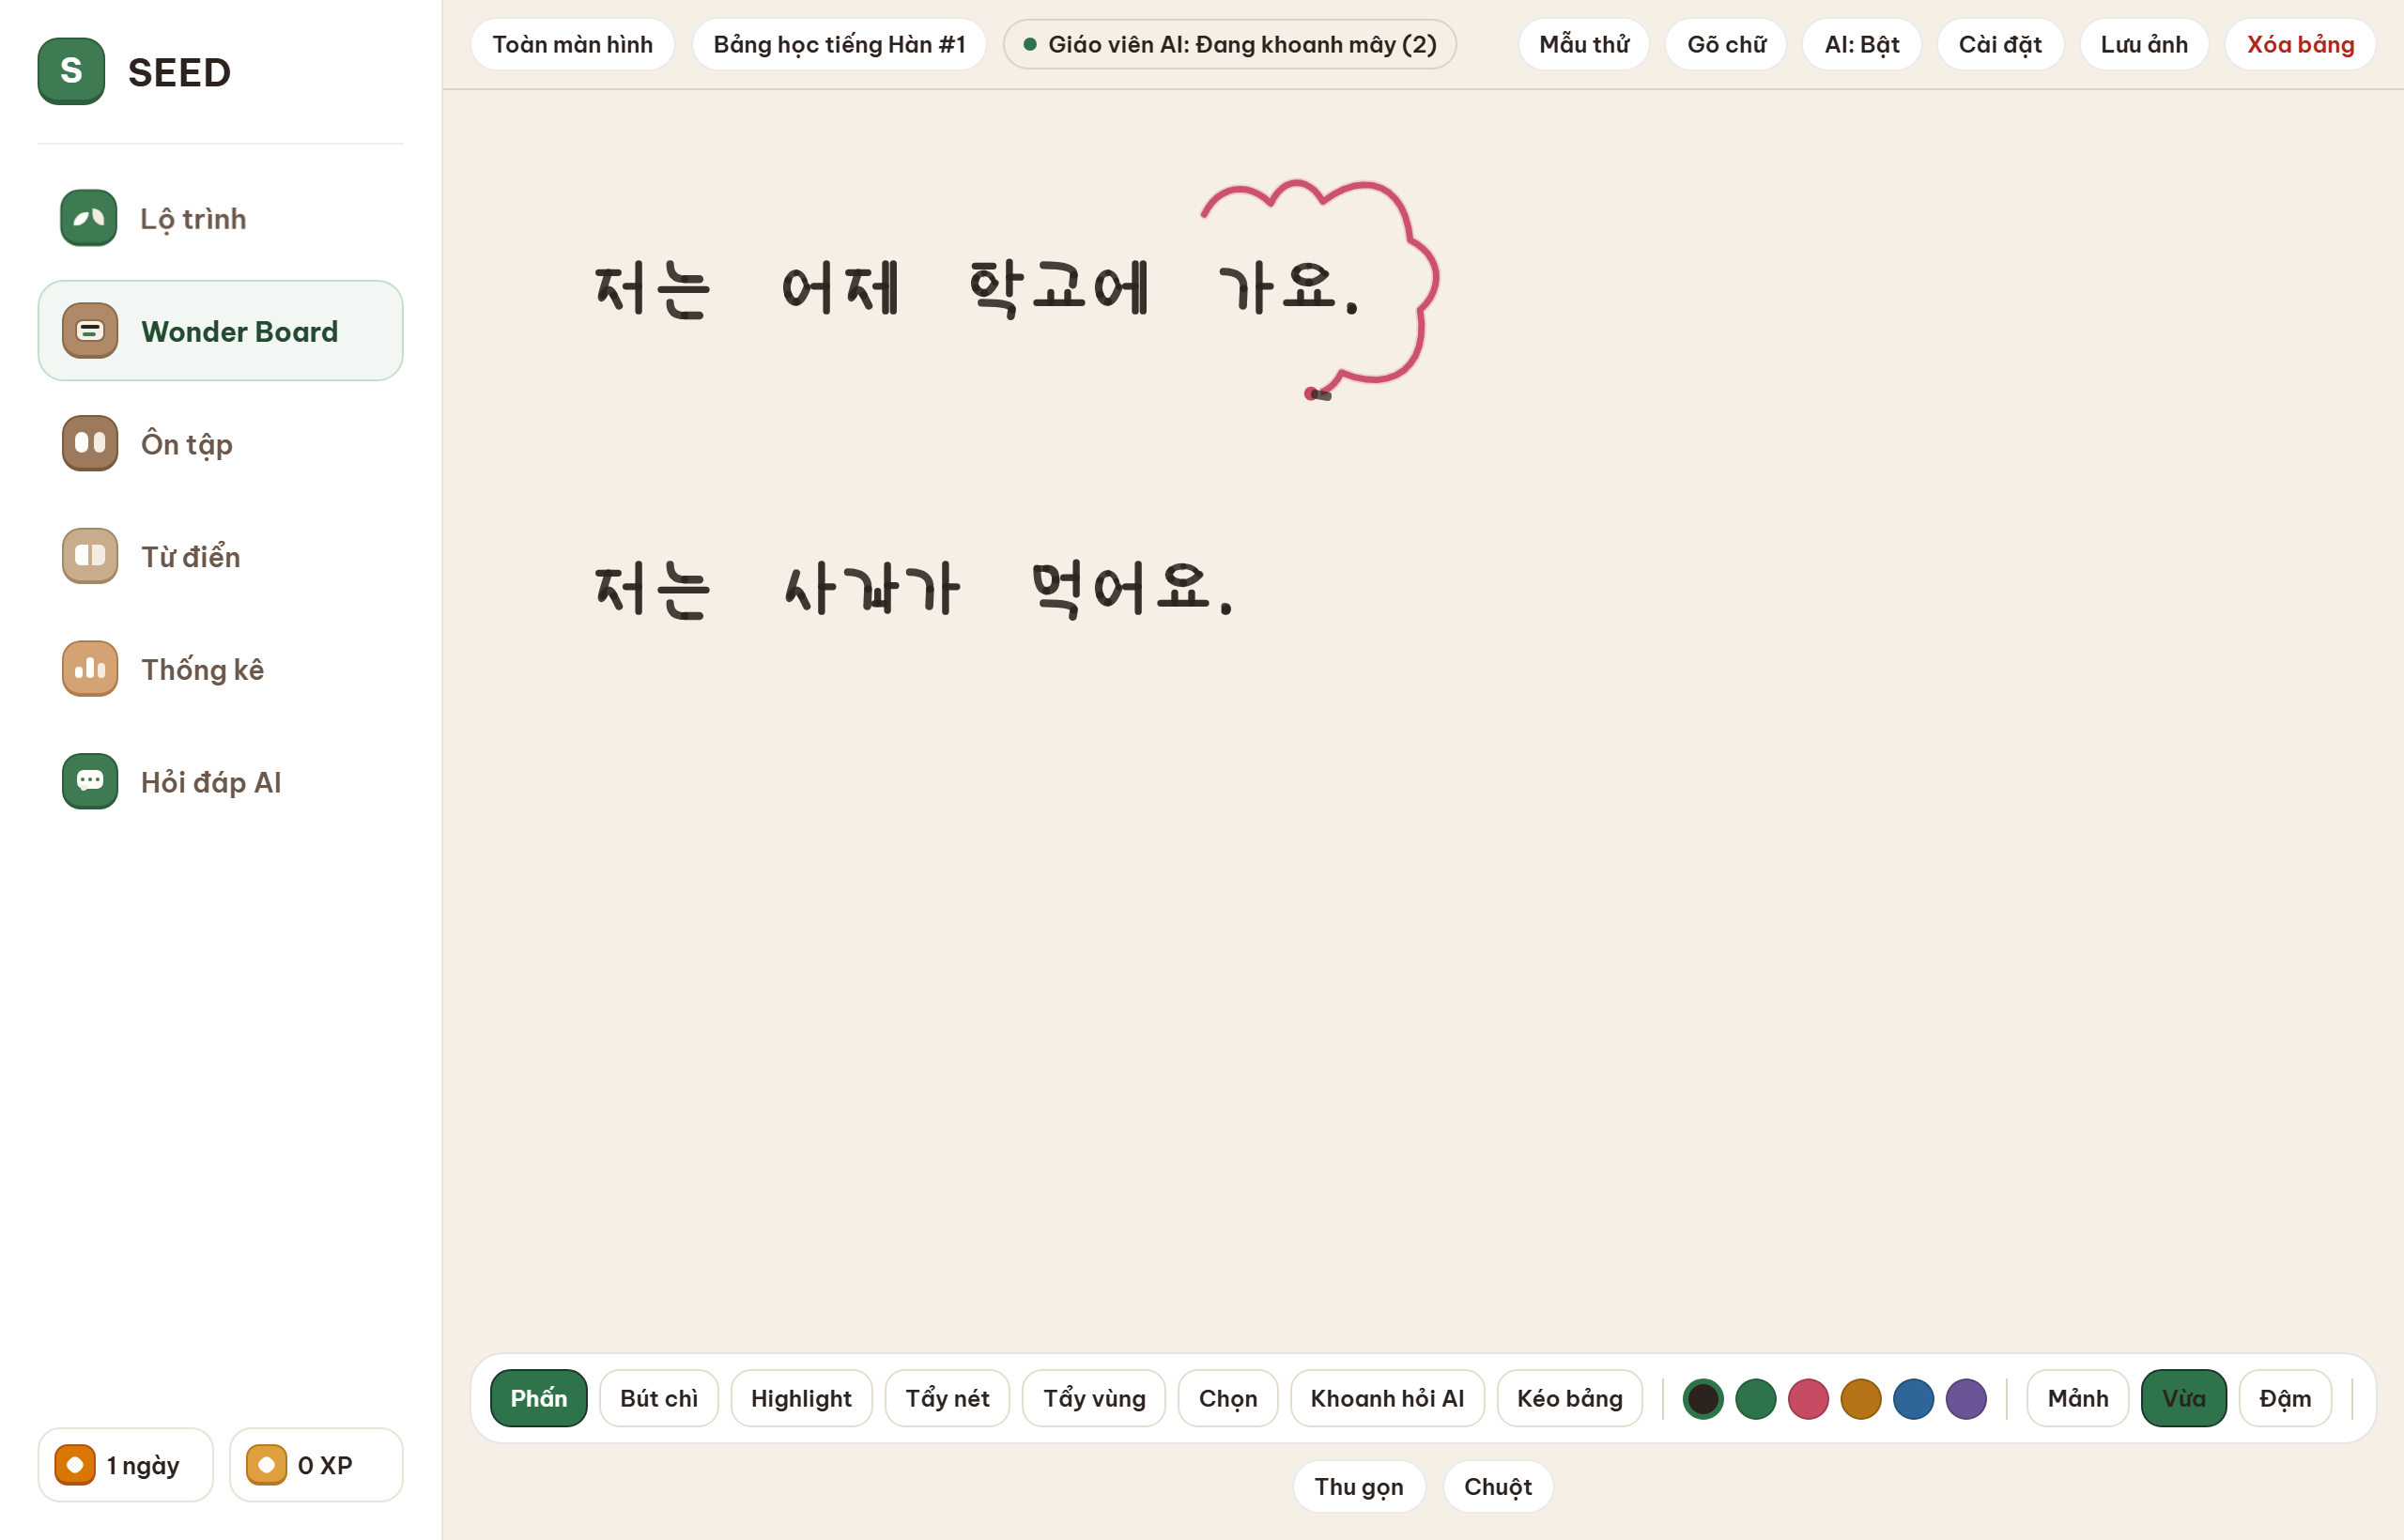 S SEED
Lộ trình
Wonder Board
Ôn tập
Từ điển
Thống kê
Hỏi đáp AI
1 ngày 0 XP
Toàn màn hình Bảng học tiếng Hàn #1 Giáo viên AI: Đang khoanh mây (2) Mẫu thử Gõ chữ AI: Bật Cài đặt Lưu ảnh Xóa bảng
저는 어제 학교에 가요.
저는 먹어요.
Phấn Bút chì Highlight Tẩy nét Tẩy vùng Chọn Khoanh hỏi AI Kéo bảng Mảnh Vừa Đậm
Thu gọn Chuột